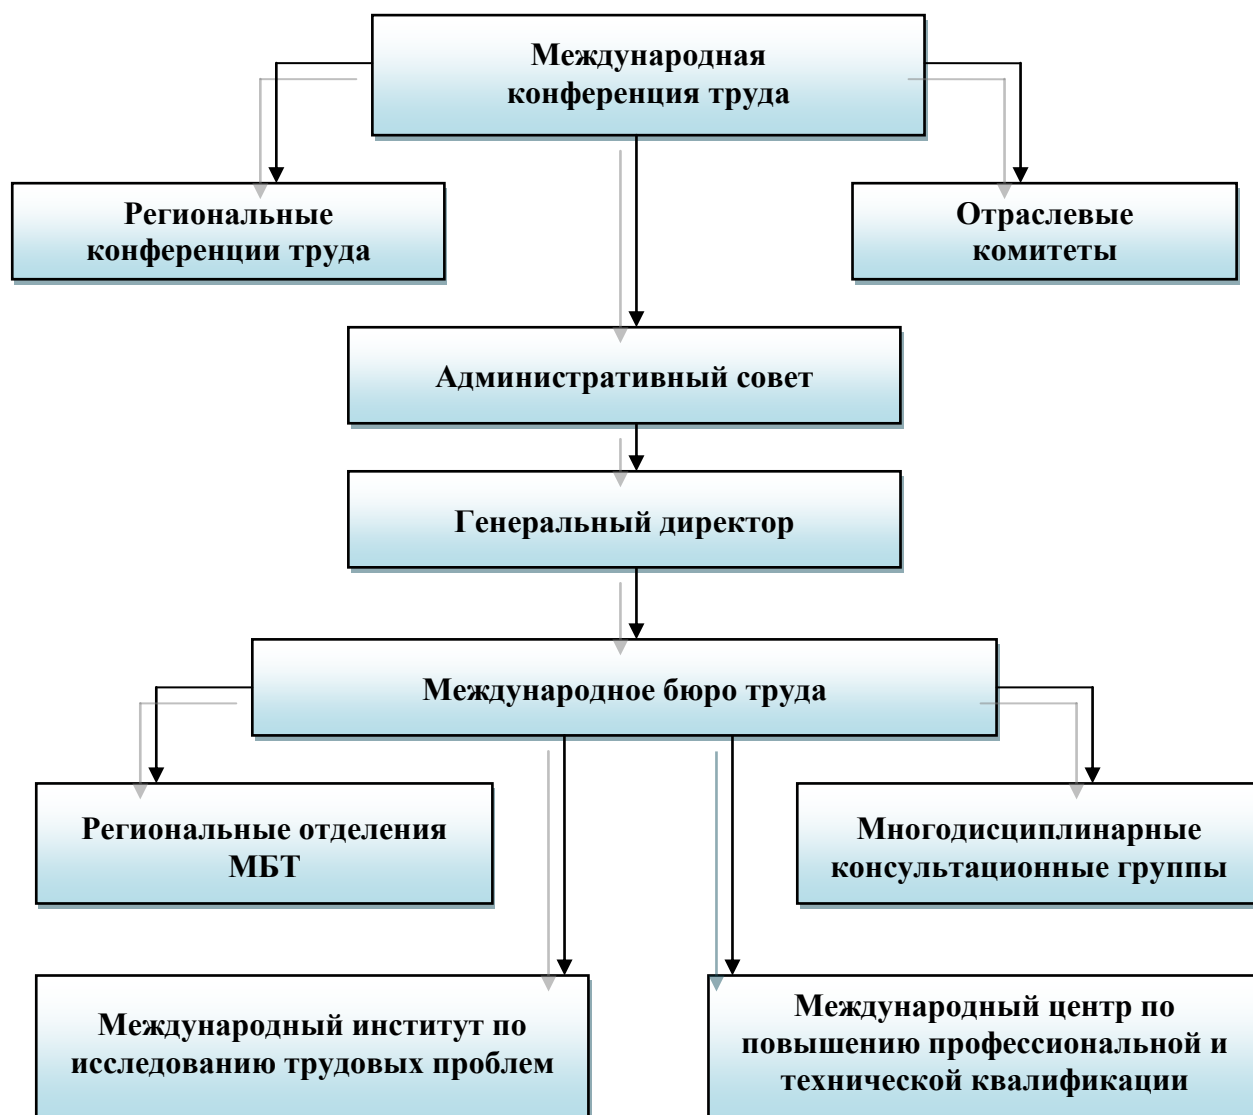 Международная
конференция труда
Региональные
конференции труда
Отраслевые
комитеты
Административный совет
Генеральный директор
Международное бюро труда
Региональные отделения
МБТ
Многодисциплинарные
консультационные группы
Международный институт по
исследованию трудовых проблем
Международный центр по
повышению профессиональной и
технической квалификации